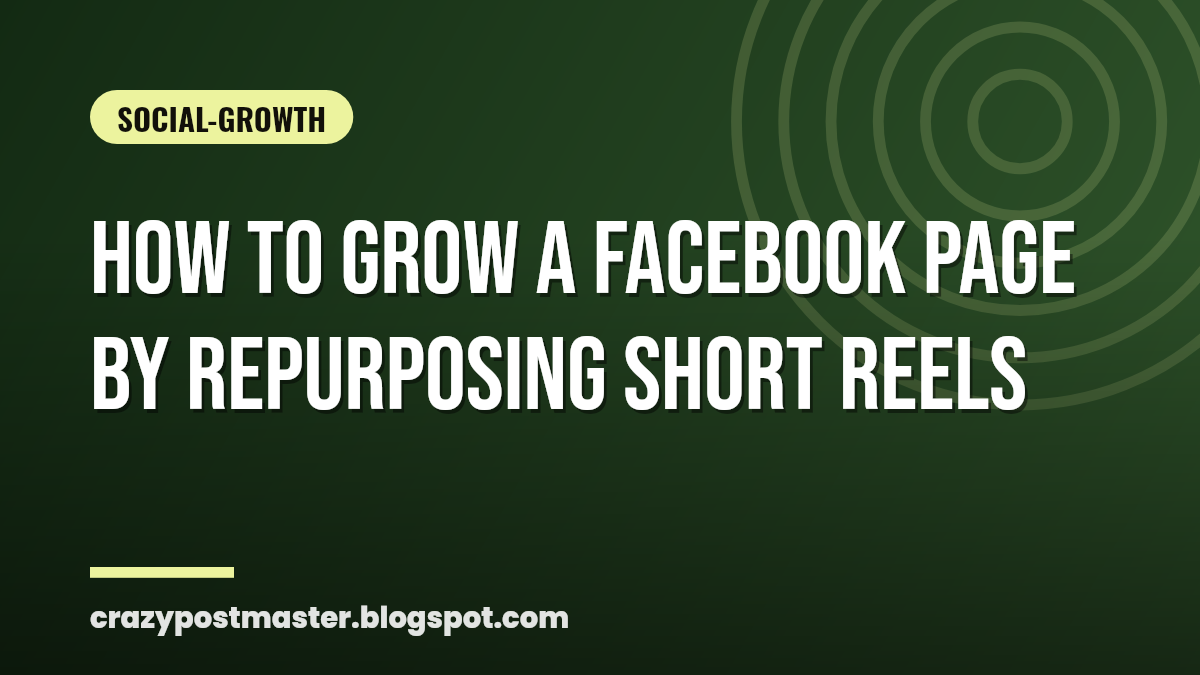 SOCIAL-GROWTH
HOW TO GROW A FACEBOOK PAGE
BY REPURPOSING SHORT REELS
crazypostmaster.blogspot.com